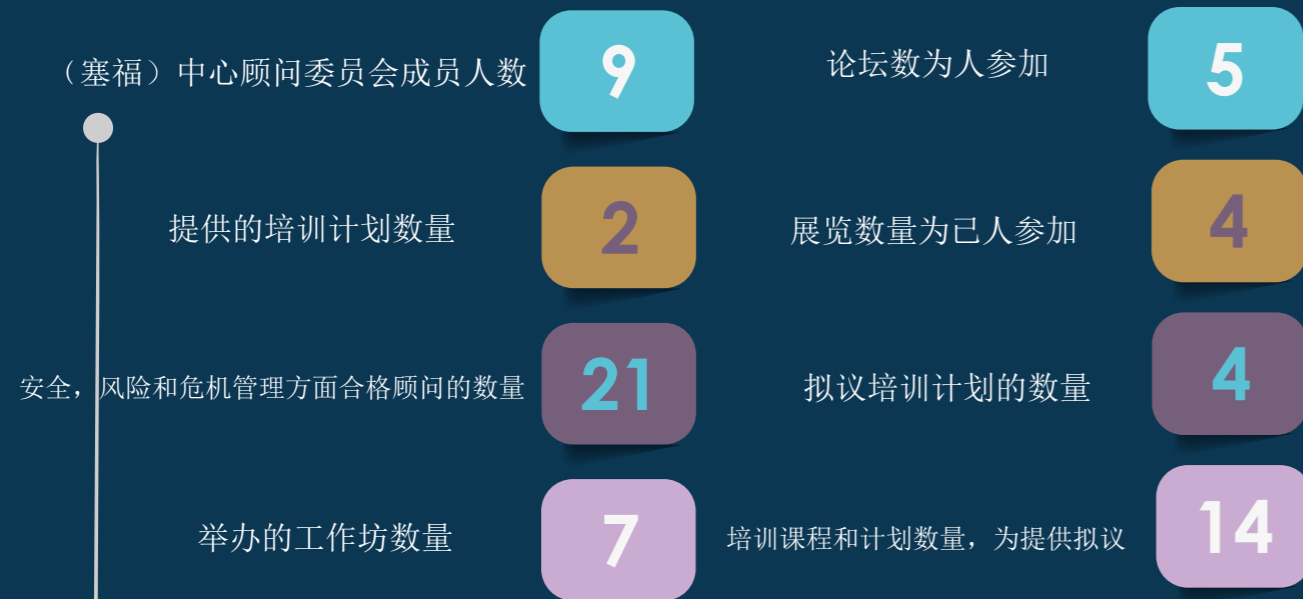 （塞福）中心顾问委员会成员人数 9
论坛数为人参加 5
提供的培训计划数量 2
展览数量为已人参加 4
安全，风险和危机管理方面合格顾问的数量 21
拟议培训计划的数量 4
举办的工作坊数量 7
培训课程和计划数量，为提供拟议 14